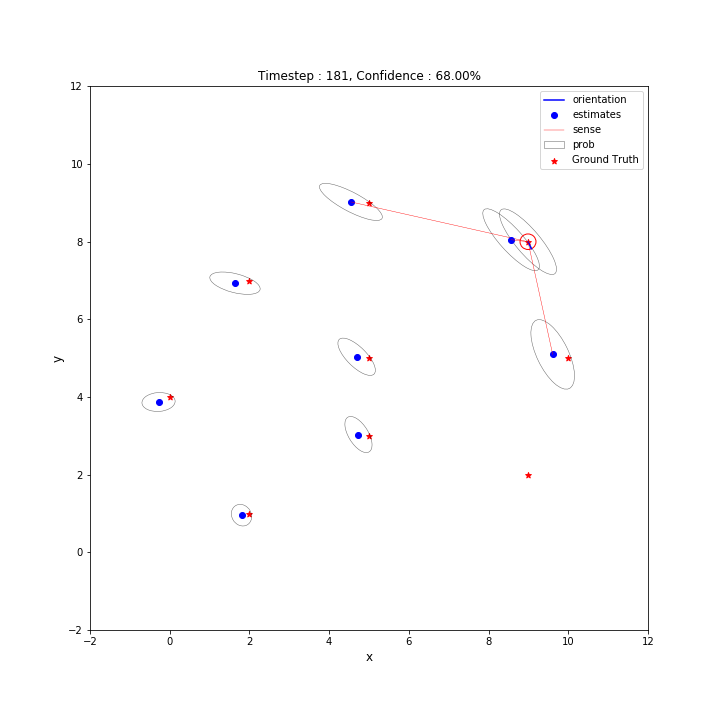 Timestep : 181, Confidence : 68.00%
12
10
8
6
4
2
0
−2
y
−2 0 2 4 6 8 10 12
x
orientation
estimates
sense
prob
Ground Truth